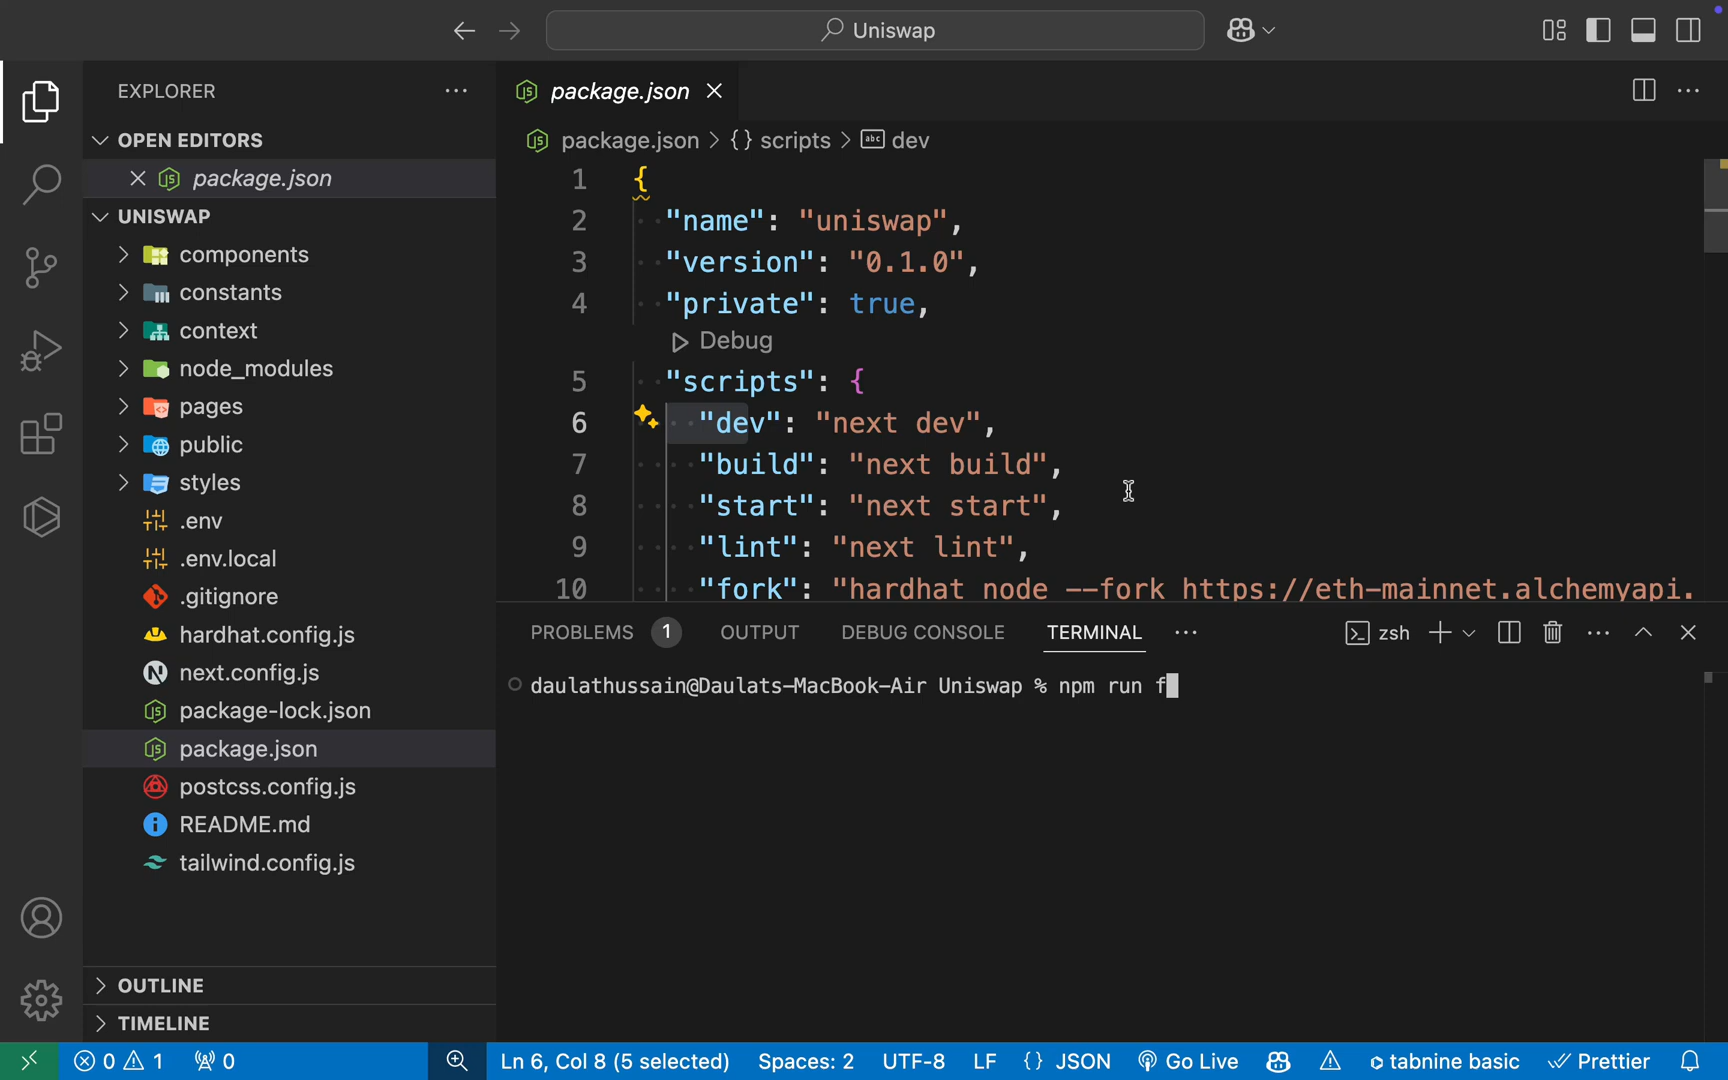 Uniswap
EXPLORER
OPEN EDITORS
package.json
UNISWAP
components
constants
context
node_modules
pages
public
styles
.env
.env.local
.gitignore
hardhat.config.js
next.config.js
package-lock.json
package.json
postcss.config.js
README.md
tailwind.config.js
OUTLINE
TIMELINE
package.json
package.json > {} scripts > abc dev
1 {
2 "name": "uniswap",
3 "version": "0.1.0",
4 "private": true,
Debug
5 "scripts": {
6 "dev": "next dev",
7 "build": "next build",
8 "start": "next start",
9 "lint": "next lint",
10 "fork": "hardhat node --fork https://eth-mainnet.alchemyapi.
PROBLEMS 1 OUTPUT DEBUG CONSOLE TERMINAL zsh
daulathussain@Daulats-MacBook-Air Uniswap % npm run f
0 1 0 Ln 6, Col 8 (5 selected) Spaces: 2 UTF-8 LF {} JSON Go Live tabnine basic Prettier